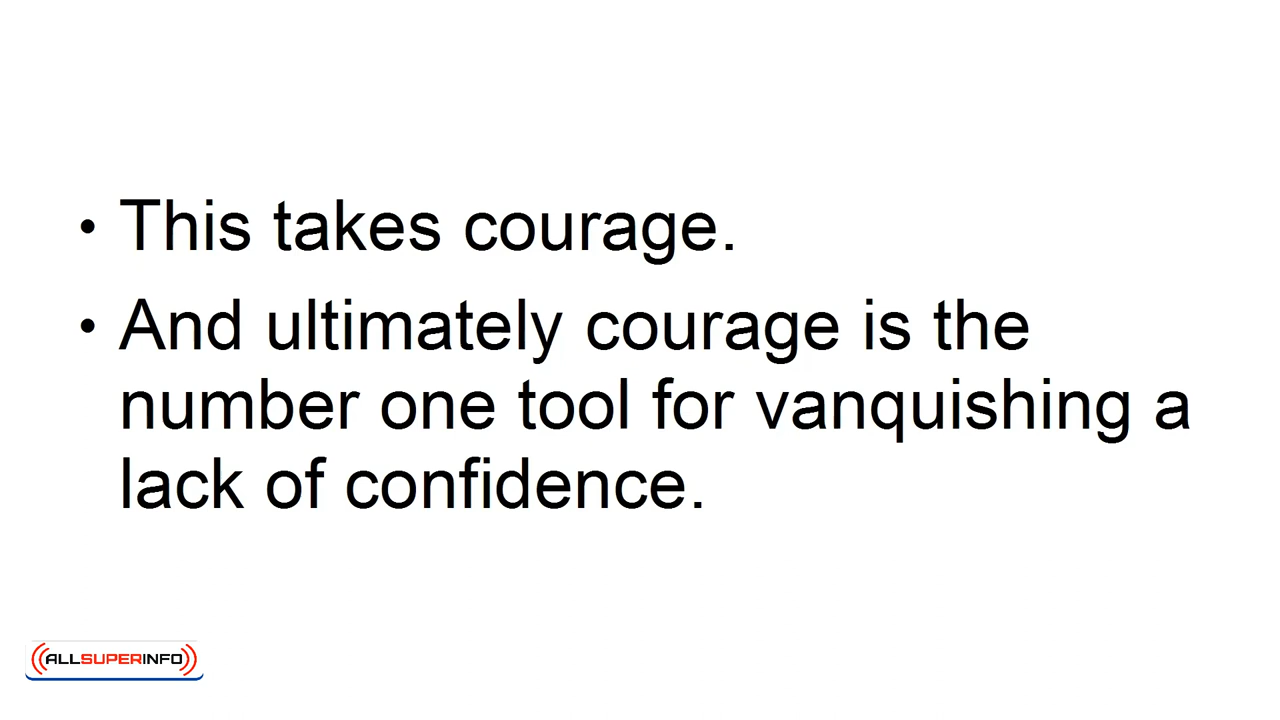 • This takes courage.
• And ultimately courage is the
number one tool for vanquishing a
lack of confidence.
ALLSUPERINFO